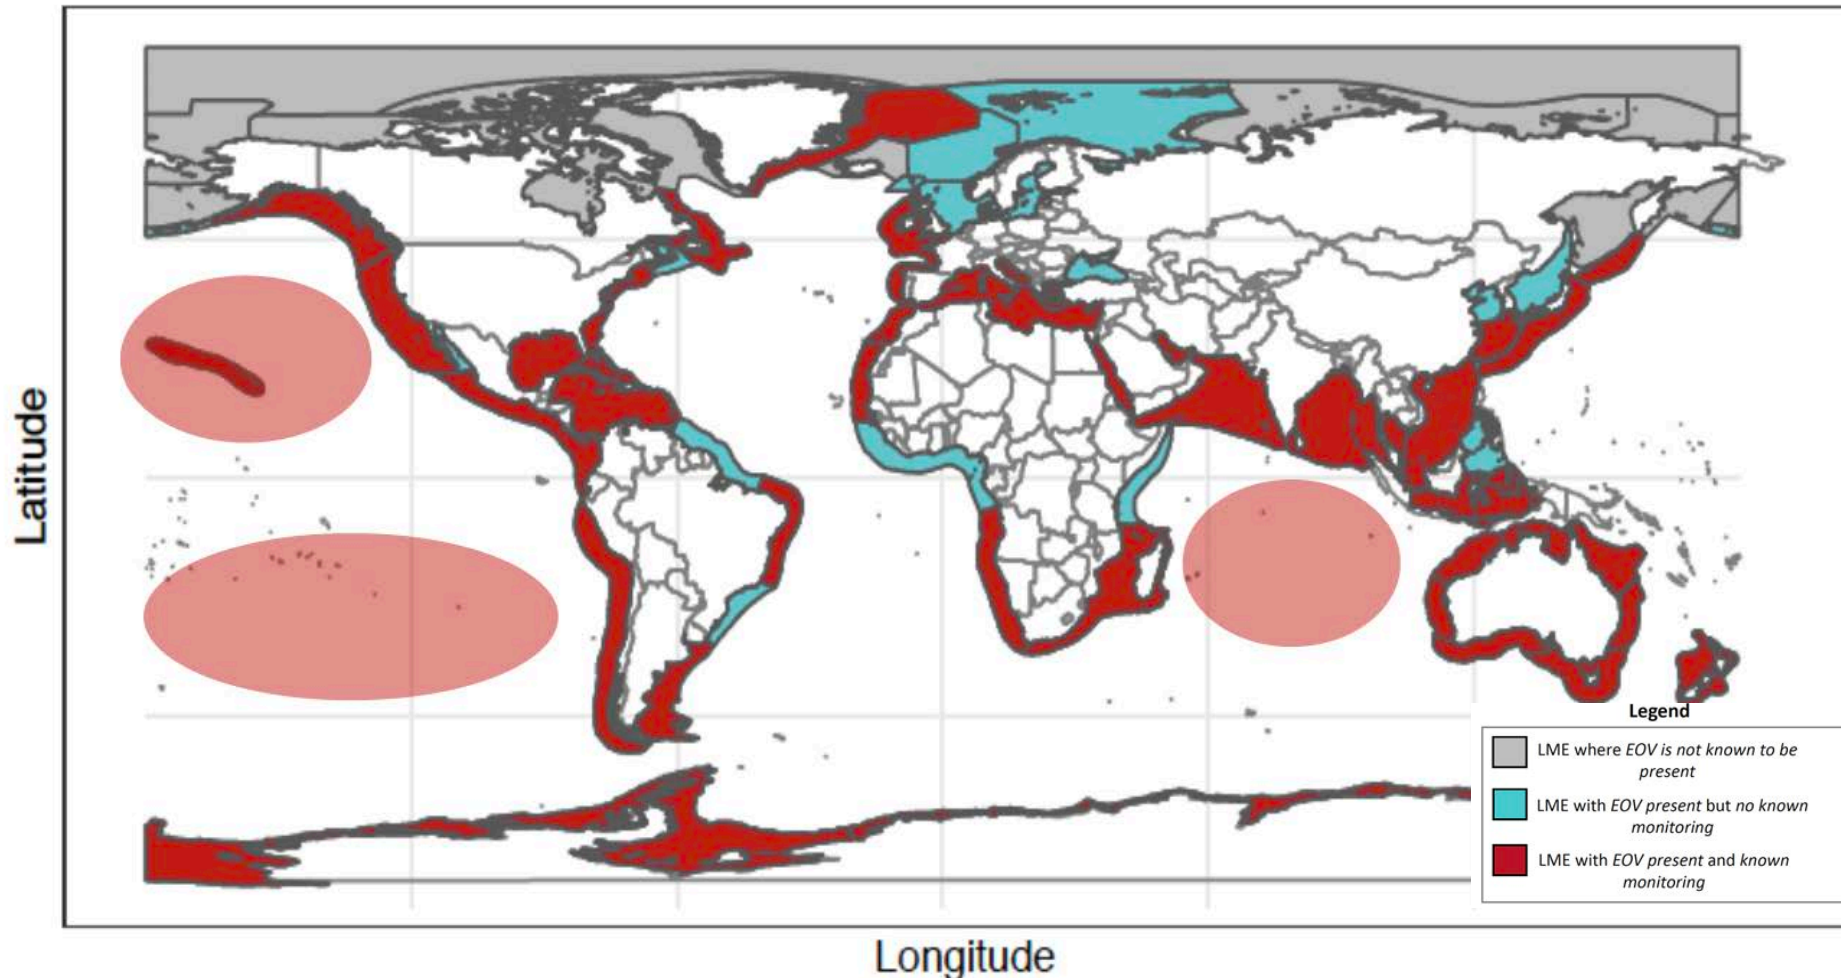 Latitude
Legend
LME where EOV is not known to be
present
LME with EOV present but no known
monitoring
LME with EOV present and known
monitoring
Longitude